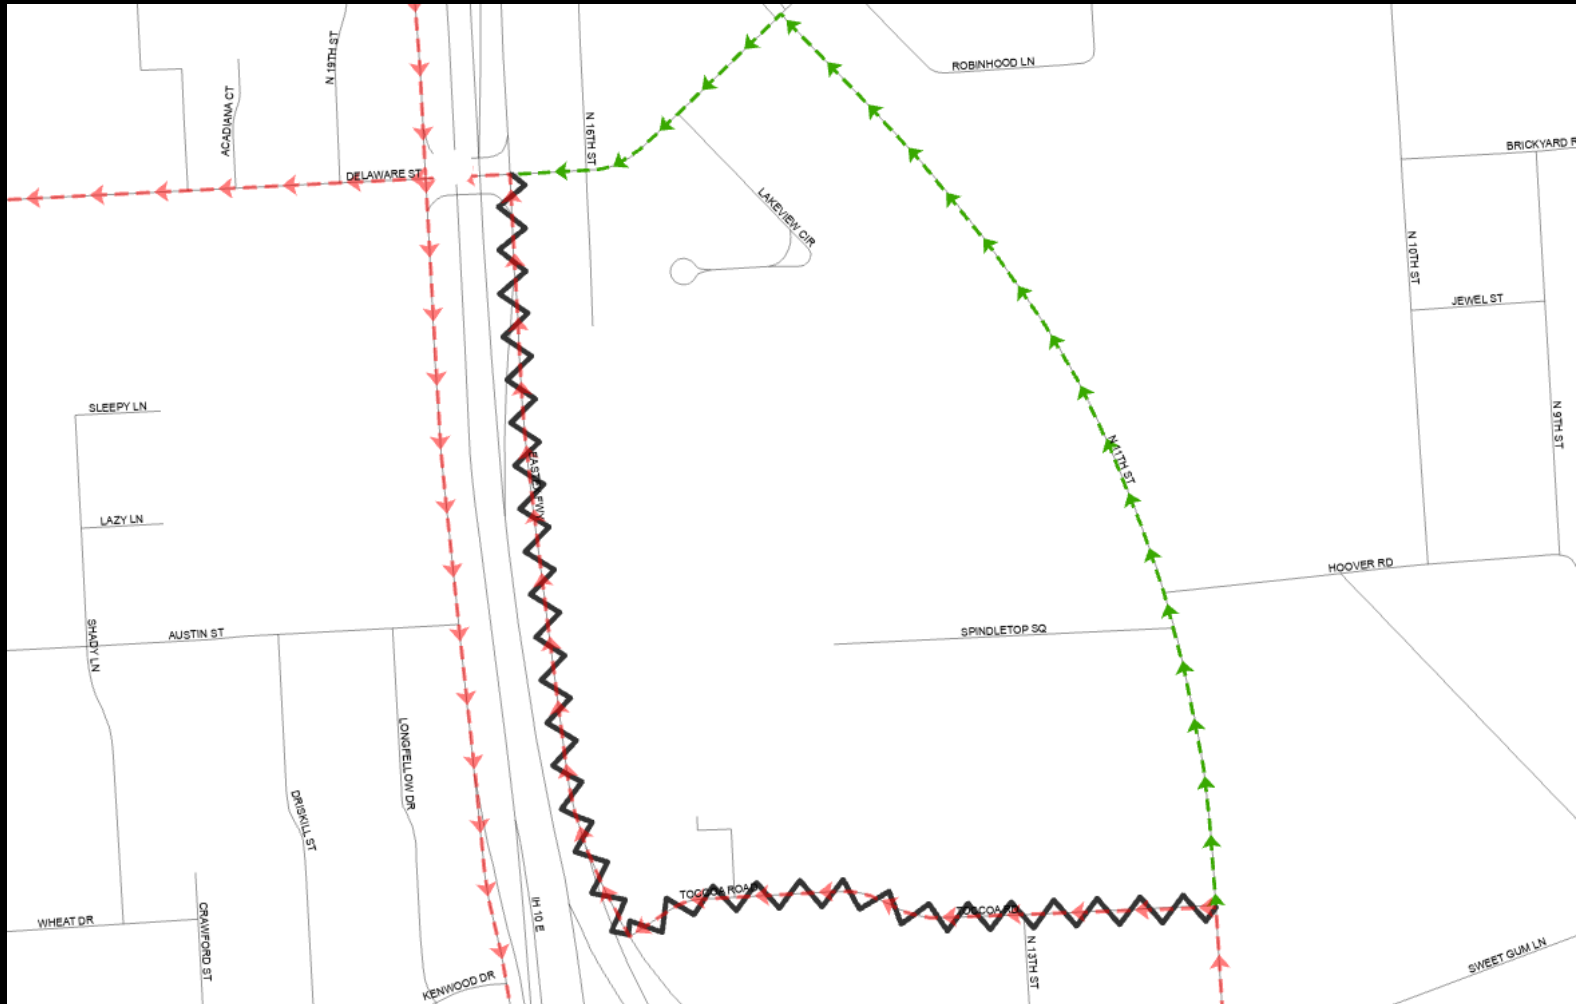 ROBINHOOD LN
N 19TH ST
ACADIANA CT
N 16TH ST
BRICKYARD R
DELAWARE ST
LAKEVIEW CIR
N 10TH ST
JEWEL ST
SLEEPY LN
N 9TH ST
N 11TH ST
LAZY LN
HOOVER RD
SHADY LN
AUSTIN ST
SPINDLETOP SQ
LONGFELLOW DR
DRISKILL ST
TOCCOA ROAD
TOCCOA RD
WHEAT DR
CRAWFORD ST
IH 10 E
N 13TH ST
SWEET GUM LN
KENWOOD DR